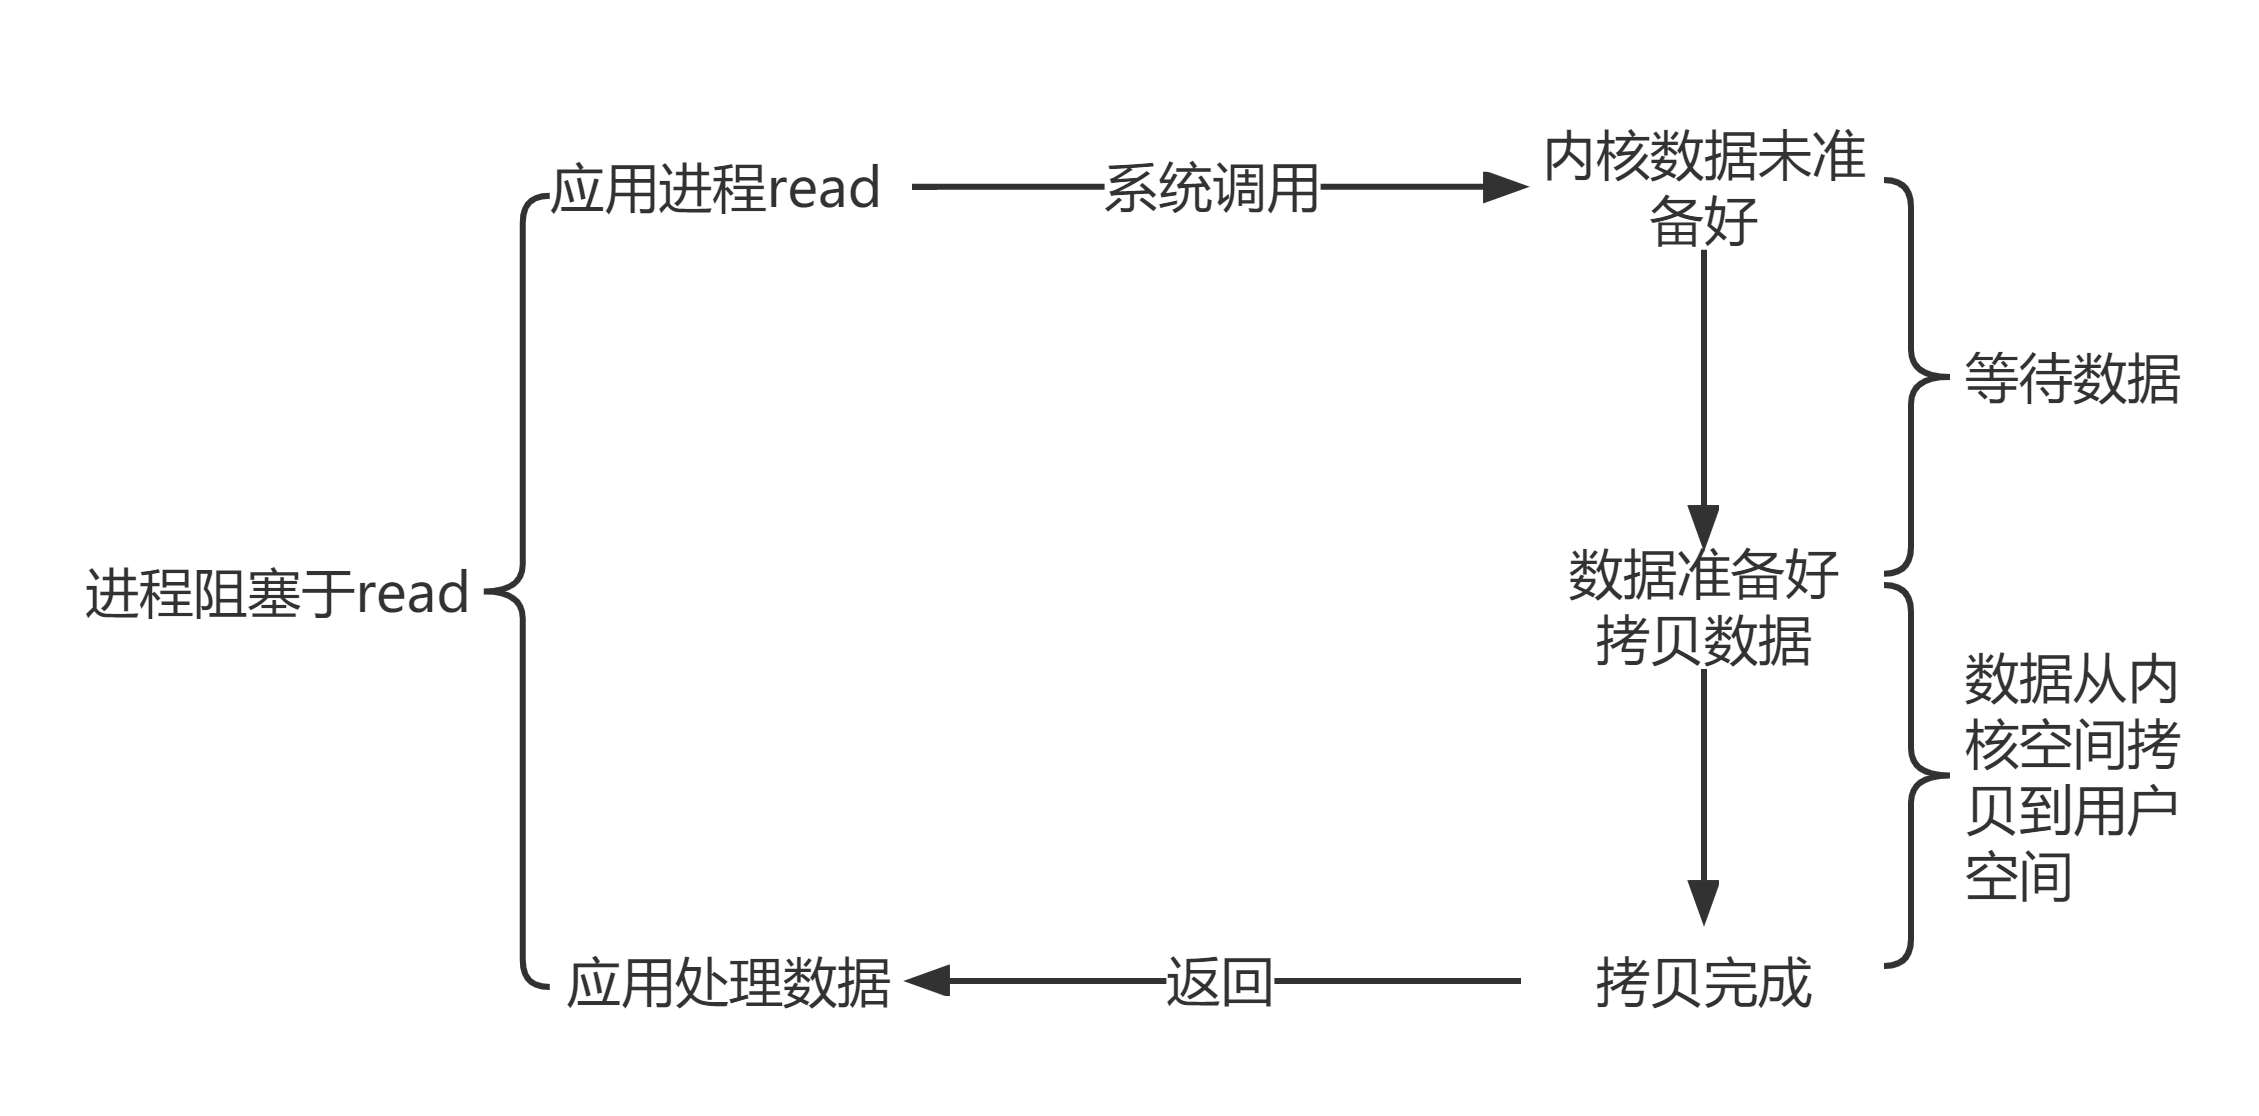 应用进程read
系统调用
内核数据未准
备好
等待数据
进程阻塞于read
数据准备好
拷贝数据
数据从内
核空间拷
贝到用户
空间
应用处理数据
返回
拷贝完成